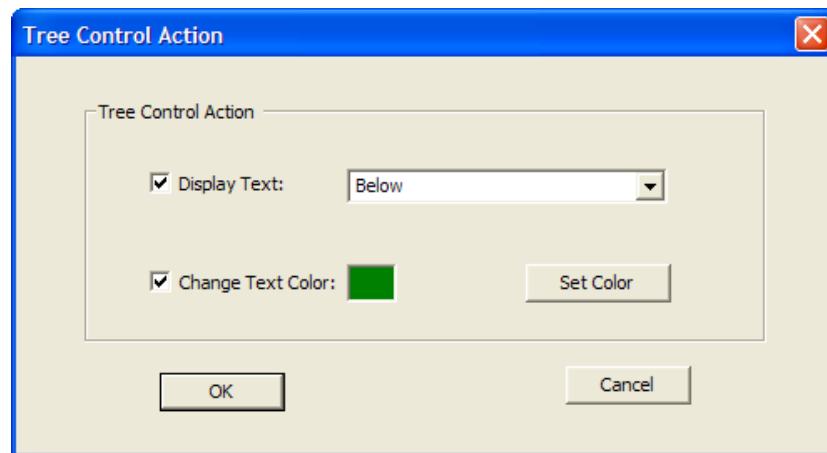 Tree Control Action
Tree Control Action
Display Text: Below
Change Text Color: Set Color
OK Cancel